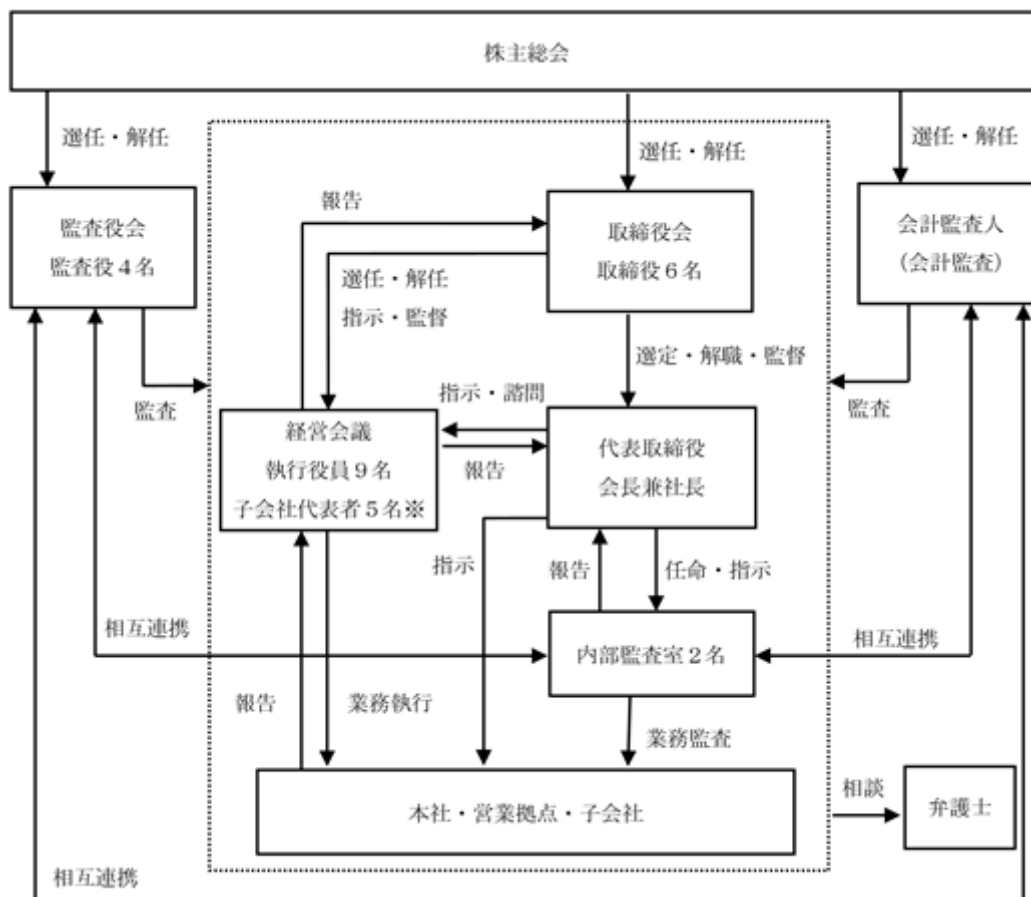 株主総会
選任・解任
選任・解任
選任・解任
報告
監査役会
監査役4名
取締役会
取締役6名
会計監査人
(会計監査)
選任・解任
指示・監督
選定・解職・監督
監査
指示・諮問
監査
経営会議
執行役員9名
子会社代表者5名※
報告
代表取締役
会長兼社長
指示
報告
任命・指示
相互連携
内部監査室2名
相互連携
報告
業務執行
業務監査
本社・営業拠点・子会社
相談
弁護士
相互連携